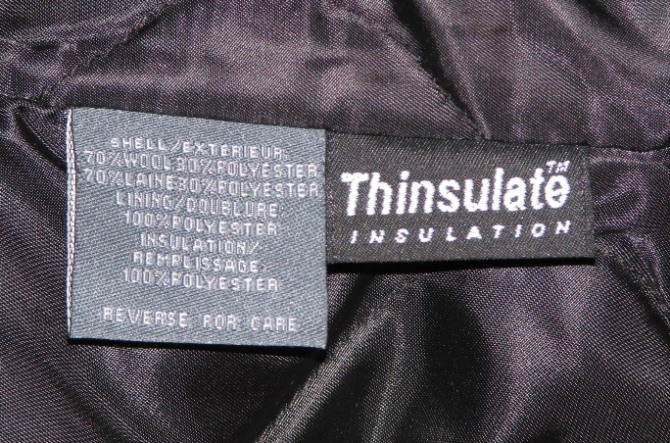 SHELL/EXTERIEUR
70%WOOL30%POLYESTER
70%LAINE30%POLYESTER
LINING/DOUBLURE
100%POLYESTER
INSULATION/
REMPLISSAGE
100%POLYESTER
REVERSE FOR CARE
Thinsulate™
INSULATION